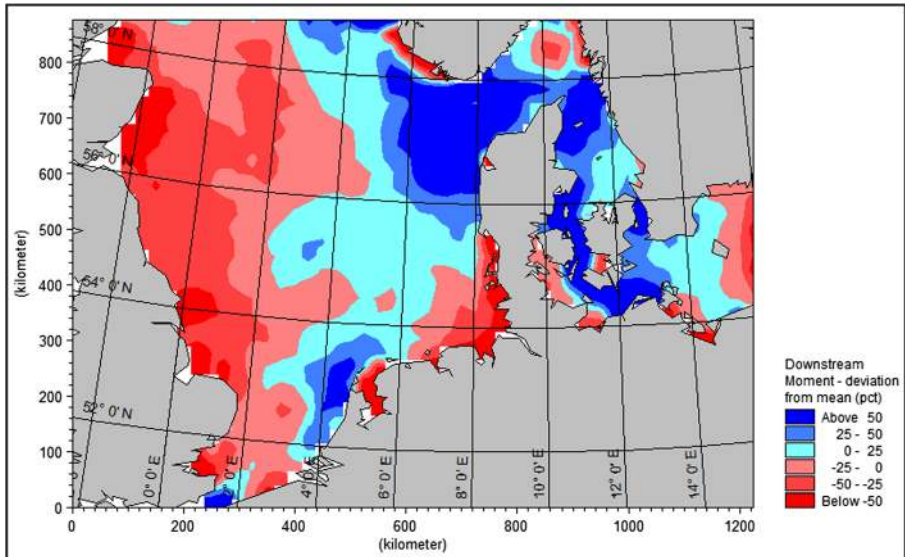 58° 0' N
56° 0' N
54° 0' N
52° 0' N
0° 0' E
2° 0' E
4° 0' E
6° 0' E
8° 0' E
10° 0' E
12° 0' E
14° 0' E
800
700
600
500
400
300
200
100
0
(kilometer)
0
200
400
600
800
1000
1200
(kilometer)
Downstream
Moment - deviation
from mean (pct)
Above 50
25 - 50
0 - 25
-25 - 0
-50 - -25
Below -50